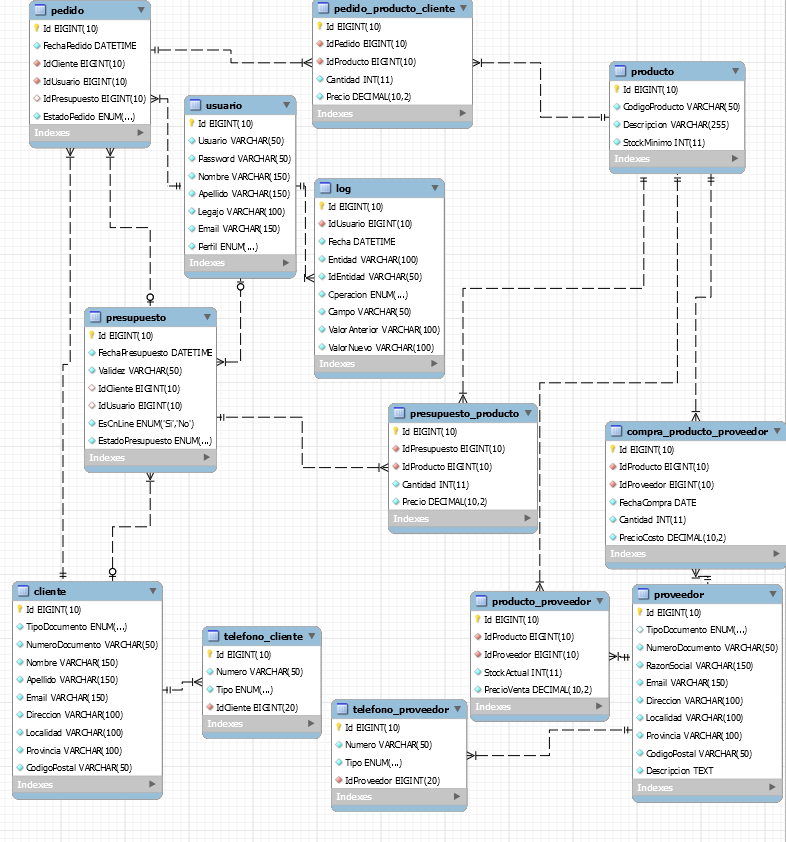 pedido
Id BIGINT(10)
FechaPedido DATETIME
IdCliente BIGINT(10)
IdUsuario BIGINT(10)
IdPresupuesto BIGINT(10)
EstadoPedido ENUM(...)
Indexes
pedido_producto_cliente
Id BIGINT(10)
IdPedido BIGINT(10)
IdProducto BIGINT(10)
Cantidad INT(11)
Precio DECIMAL(10,2)
Indexes
producto
Id BIGINT(10)
CodigoProducto VARCHAR(50)
Descripcion VARCHAR(255)
StockMinimo INT(11)
Indexes
usuario
Id BIGINT(10)
Usuario VARCHAR(50)
Password VARCHAR(50)
Nombre VARCHAR(150)
Apellido VARCHAR(150)
Legajo VARCHAR(100)
Email VARCHAR(150)
Perfil ENUM(...)
Indexes
log
Id BIGINT(10)
IdUsuario BIGINT(10)
Fecha DATETIME
Entidad VARCHAR(100)
IdEntidad VARCHAR(50)
Operacion ENUM(...)
Campo VARCHAR(50)
ValorAnterior VARCHAR(100)
ValorNuevo VARCHAR(100)
Indexes
presupuesto
Id BIGINT(10)
FechaPresupuesto DATETIME
Validez VARCHAR(50)
IdCliente BIGINT(10)
IdUsuario BIGINT(10)
EsOnLine ENUM('Si','No')
EstadoPresupuesto ENUM(...)
Indexes
presupuesto_producto
Id BIGINT(10)
IdPresupuesto BIGINT(10)
IdProducto BIGINT(10)
Cantidad INT(11)
Precio DECIMAL(10,2)
Indexes
compra_producto_proveedor
Id BIGINT(10)
IdProducto BIGINT(10)
IdProveedor BIGINT(10)
FechaCompra DATE
Cantidad INT(11)
PrecioCosto DECIMAL(10,2)
Indexes
cliente
Id BIGINT(10)
TipoDocumento ENUM(...)
NumeroDocumento VARCHAR(50)
Nombre VARCHAR(150)
Apellido VARCHAR(150)
Email VARCHAR(150)
Direccion VARCHAR(100)
Localidad VARCHAR(100)
Provincia VARCHAR(100)
CodigoPostal VARCHAR(50)
Indexes
telefono_cliente
Id BIGINT(10)
Numero VARCHAR(50)
Tipo ENUM(...)
IdCliente BIGINT(20)
Indexes
telefono_proveedor
Id BIGINT(10)
Numero VARCHAR(50)
Tipo ENUM(...)
IdProveedor BIGINT(20)
Indexes
producto_proveedor
Id BIGINT(10)
IdProducto BIGINT(10)
IdProveedor BIGINT(10)
StockActual INT(11)
PrecioVenta DECIMAL(10,2)
Indexes
proveedor
Id BIGINT(10)
TipoDocumento ENUM(...)
NumeroDocumento VARCHAR(50)
RazonSocial VARCHAR(150)
Email VARCHAR(150)
Direccion VARCHAR(100)
Localidad VARCHAR(100)
Provincia VARCHAR(100)
CodigoPostal VARCHAR(50)
Descripcion TEXT
Indexes